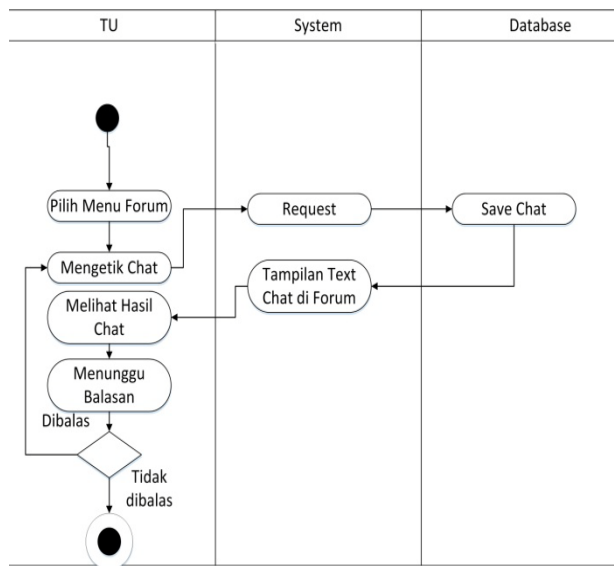 TU
System
Database
Pilih Menu Forum
Request
Save Chat
Mengetik Chat
Tampilan Text
Chat di Forum
Melihat Hasil
Chat
Menunggu
Balasan
Dibalas
Tidak
dibalas